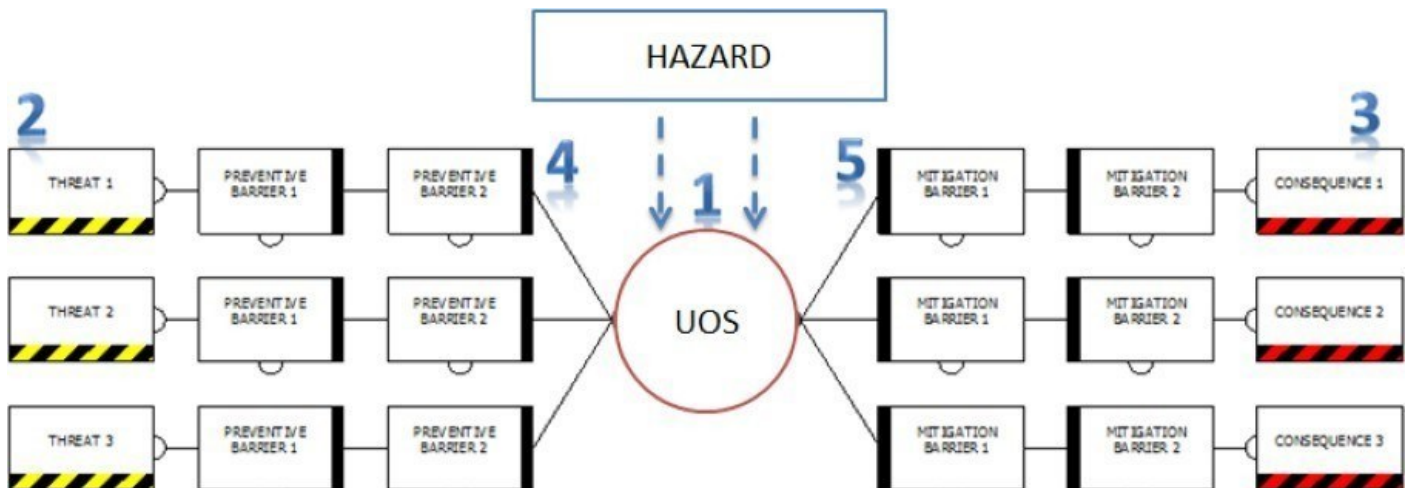 HAZARD
2
3
4
5
1
THREAT 1
PREVENTIVE
BARRIER 1
PREVENTIVE
BARRIER 2
MITIGATION
BARRIER 1
MITIGATION
BARRIER 2
CONSEQUENCE 1
THREAT 2
PREVENTIVE
BARRIER 1
PREVENTIVE
BARRIER 2
UOS
MITIGATION
BARRIER 1
MITIGATION
BARRIER 2
CONSEQUENCE 2
THREAT 3
PREVENTIVE
BARRIER 1
PREVENTIVE
BARRIER 2
MITIGATION
BARRIER 1
MITIGATION
BARRIER 2
CONSEQUENCE 3